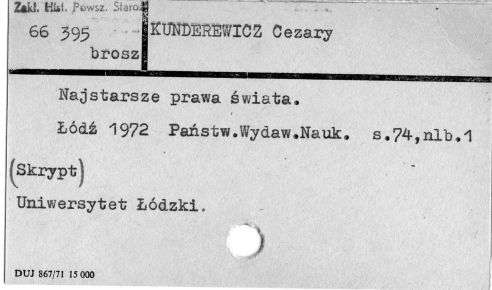 Zakł. Hist. Powsz. Staroż
66 395
brosz
KUNDEREWICZ Cezary
Najstarsze prawa świata.
Łódź 1972 Państw.Wydaw.Nauk. s.74,nlb.1
(Skrypt)
Uniwersytet Łódzki.
DUJ 867/71 15 000